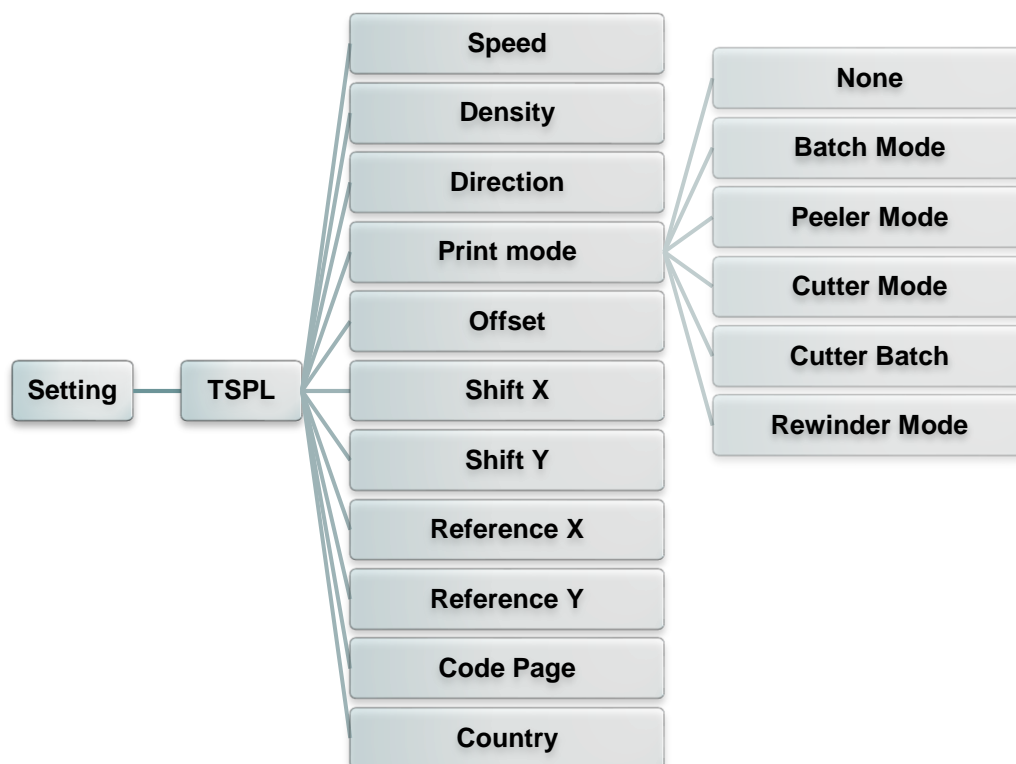 Setting
TSPL
Speed
Density
Direction
Print mode
Offset
Shift X
Shift Y
Reference X
Reference Y
Code Page
Country
None
Batch Mode
Peeler Mode
Cutter Mode
Cutter Batch
Rewinder Mode